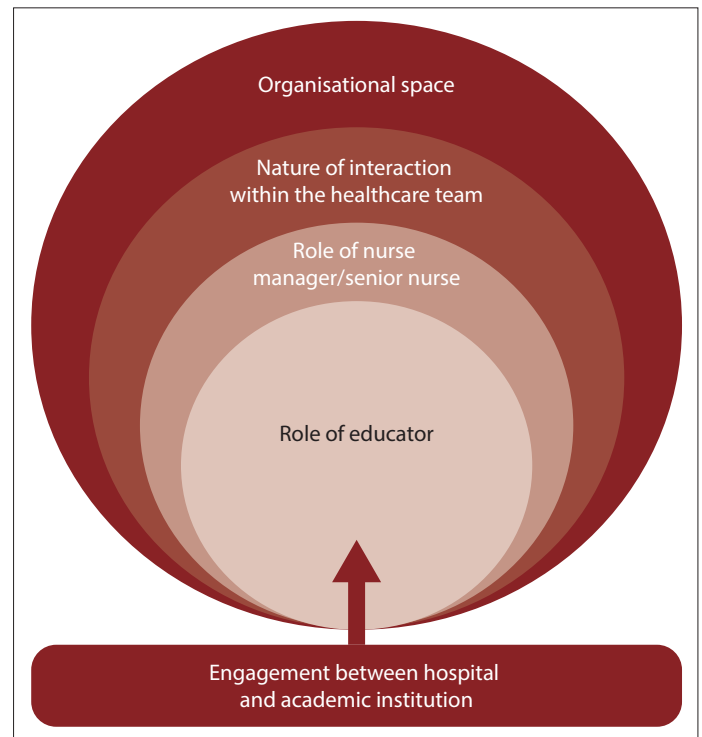 Organisational space
Nature of interaction
within the healthcare team
Role of nurse
manager/senior nurse
Role of educator
Engagement between hospital
and academic institution